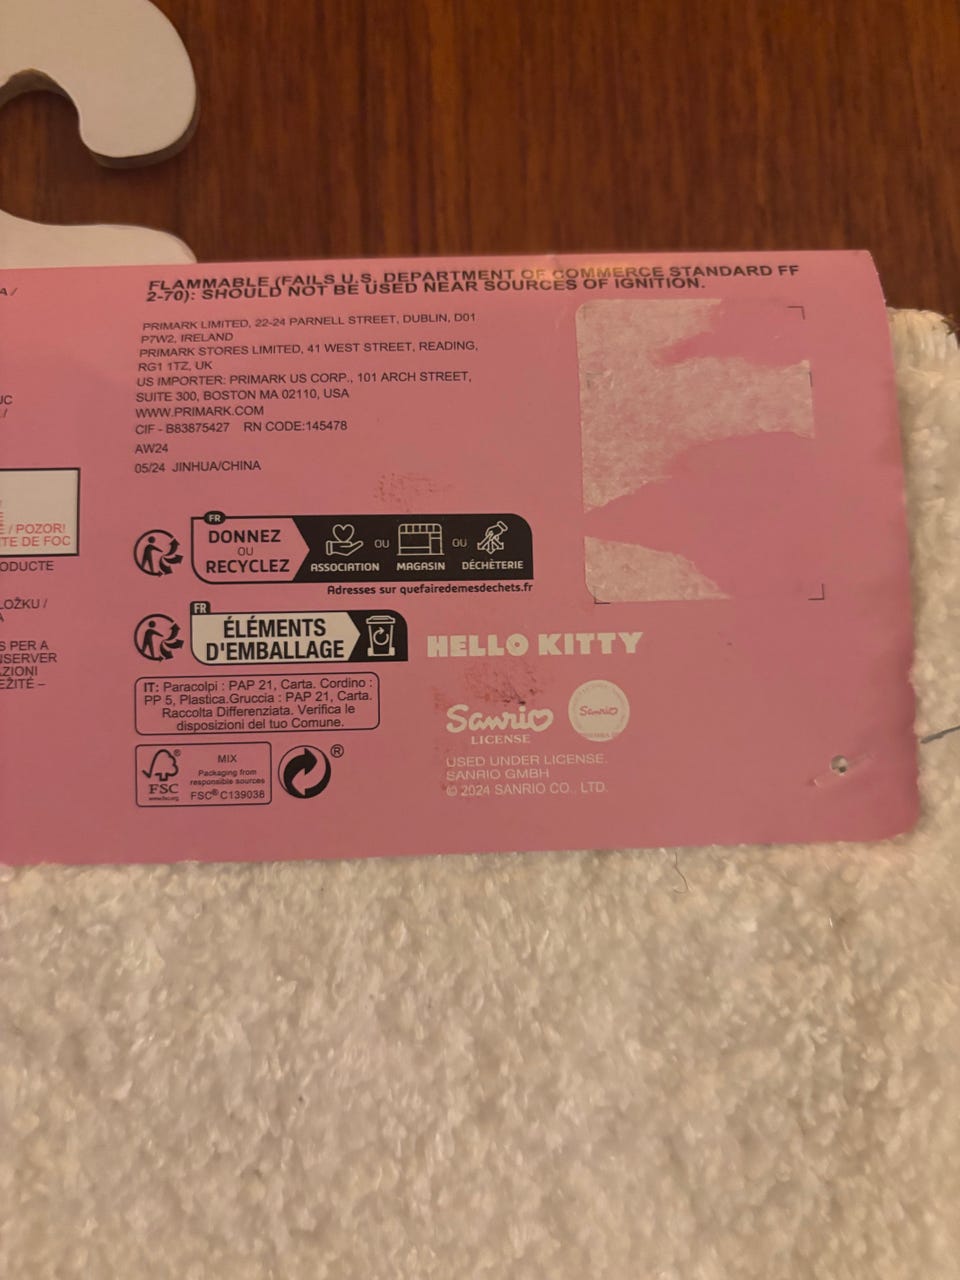 A /
UC
/
E / POZOR!
TE DE FOC
ODUCTE
LOŽKU /
A
S PER A
NSERVER
AZIONI
EŽITÉ –
FLAMMABLE (FAILS U.S. DEPARTMENT OF COMMERCE STANDARD FF
2-70): SHOULD NOT BE USED NEAR SOURCES OF IGNITION.
PRIMARK LIMITED, 22-24 PARNELL STREET, DUBLIN, D01
P7W2, IRELAND
PRIMARK STORES LIMITED, 41 WEST STREET, READING,
RG1 1TZ, UK
US IMPORTER: PRIMARK US CORP., 101 ARCH STREET,
SUITE 300, BOSTON MA 02110, USA
WWW.PRIMARK.COM
CIF - B83875427 RN CODE:145478
AW24
05/24 JINHUA/CHINA
FR
DONNEZ
OU
RECYCLEZ
ASSOCIATION
OU
MAGASIN
OU
DÉCHÈTERIE
Adresses sur quefairedemesdechets.fr
FR
ÉLÉMENTS
D'EMBALLAGE
IT: Paracolpi : PAP 21, Carta. Cordino :
PP 5, Plastica.Gruccia : PAP 21, Carta.
Raccolta Differenziata. Verifica le
disposizioni del tuo Comune.
FSC®
www.fsc.org
MIX
Packaging from
responsible sources
FSC® C139038
®
HELLO KITTY
Sanrio
LICENSE
Sanrio
USED UNDER LICENSE.
SANRIO GMBH
© 2024 SANRIO CO., LTD.